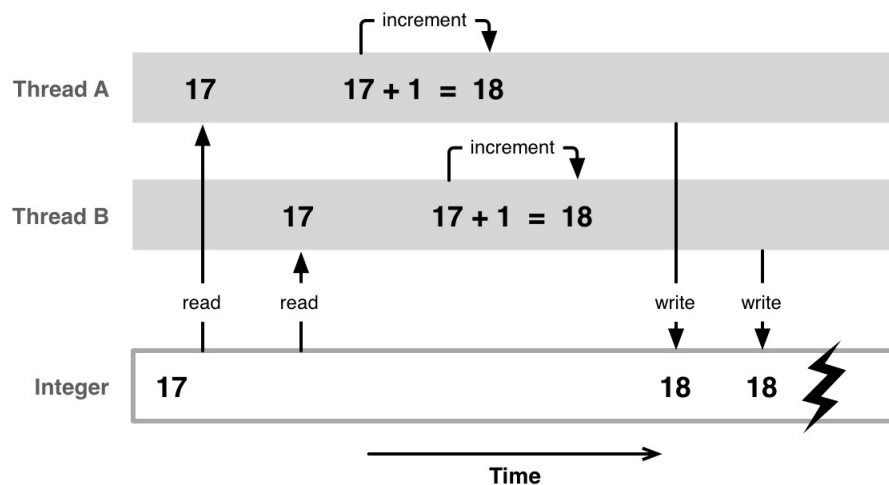 increment
Thread A 17 17 + 1 = 18
increment
Thread B 17 17 + 1 = 18
read read write write
Integer 17 18 18
Time